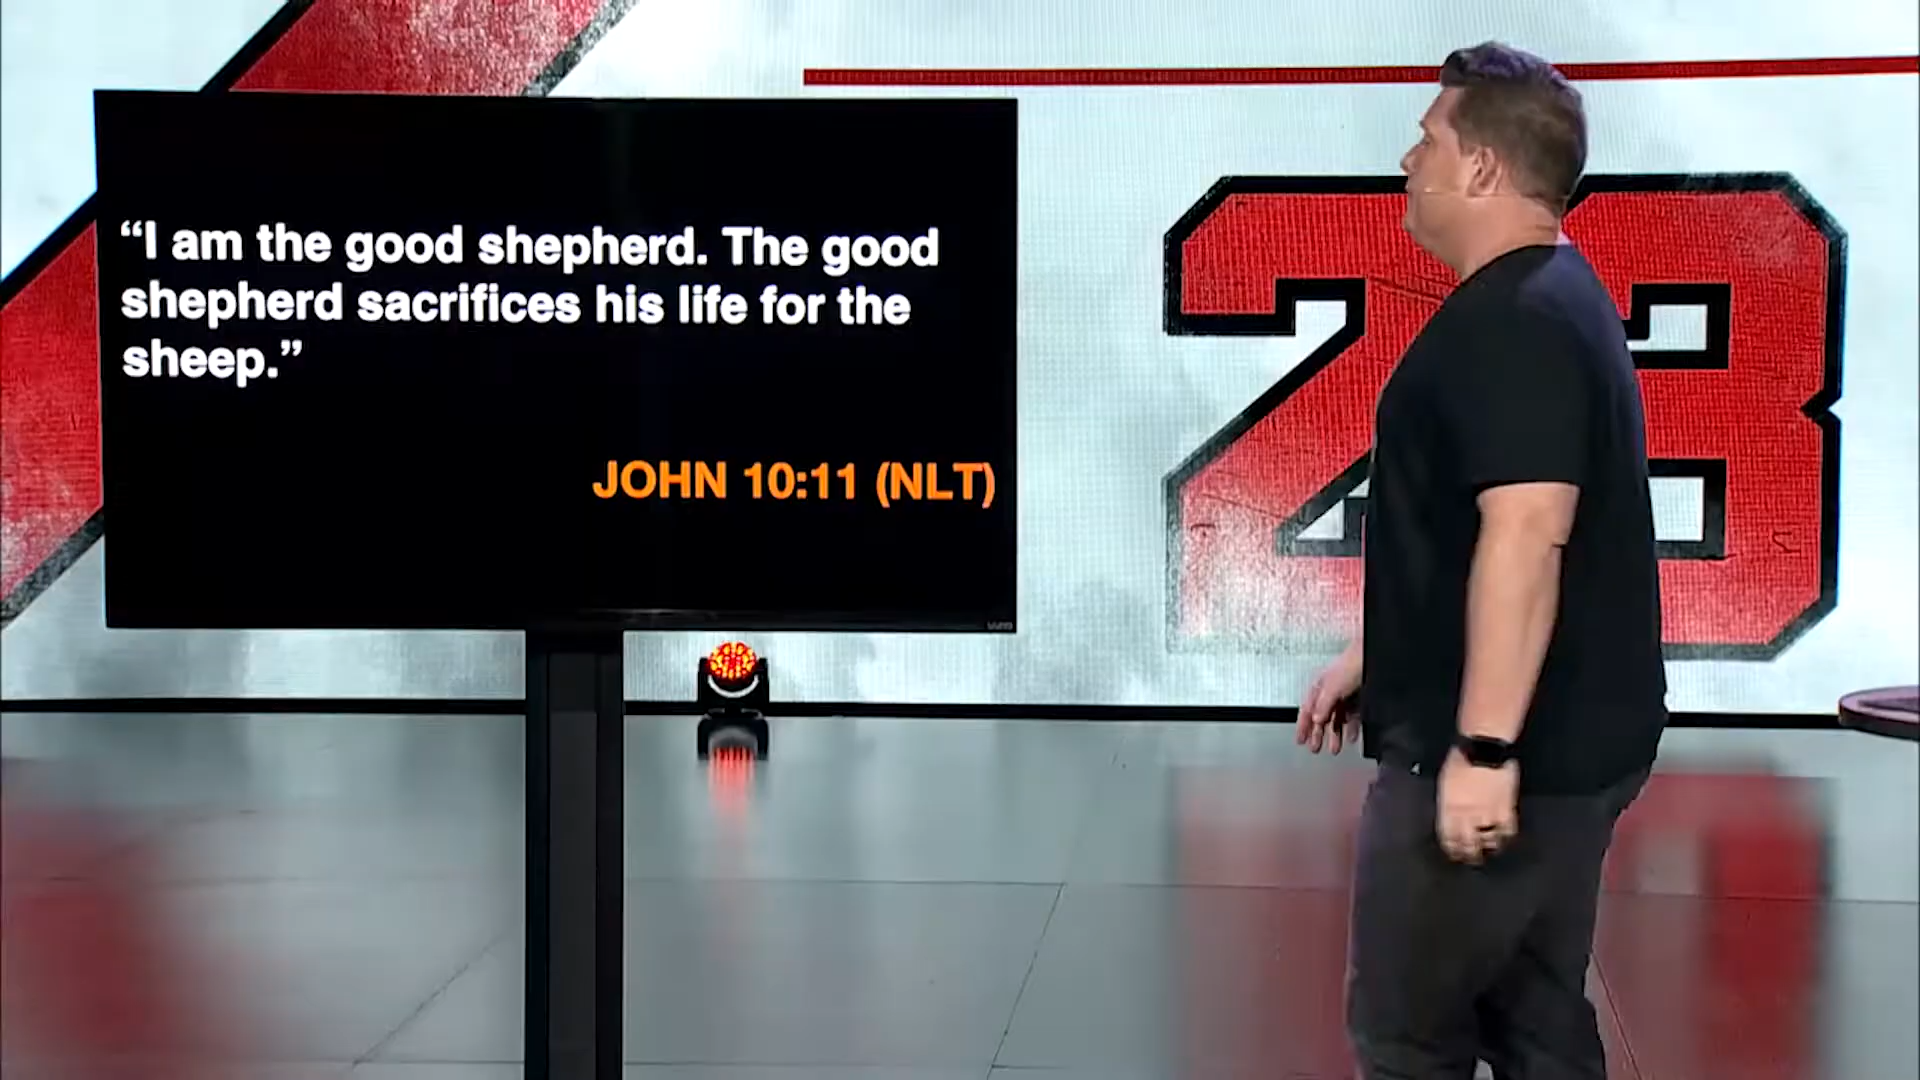 “I am the good shepherd. The good
shepherd sacrifices his life for the
sheep.”
JOHN 10:11 (NLT)
23